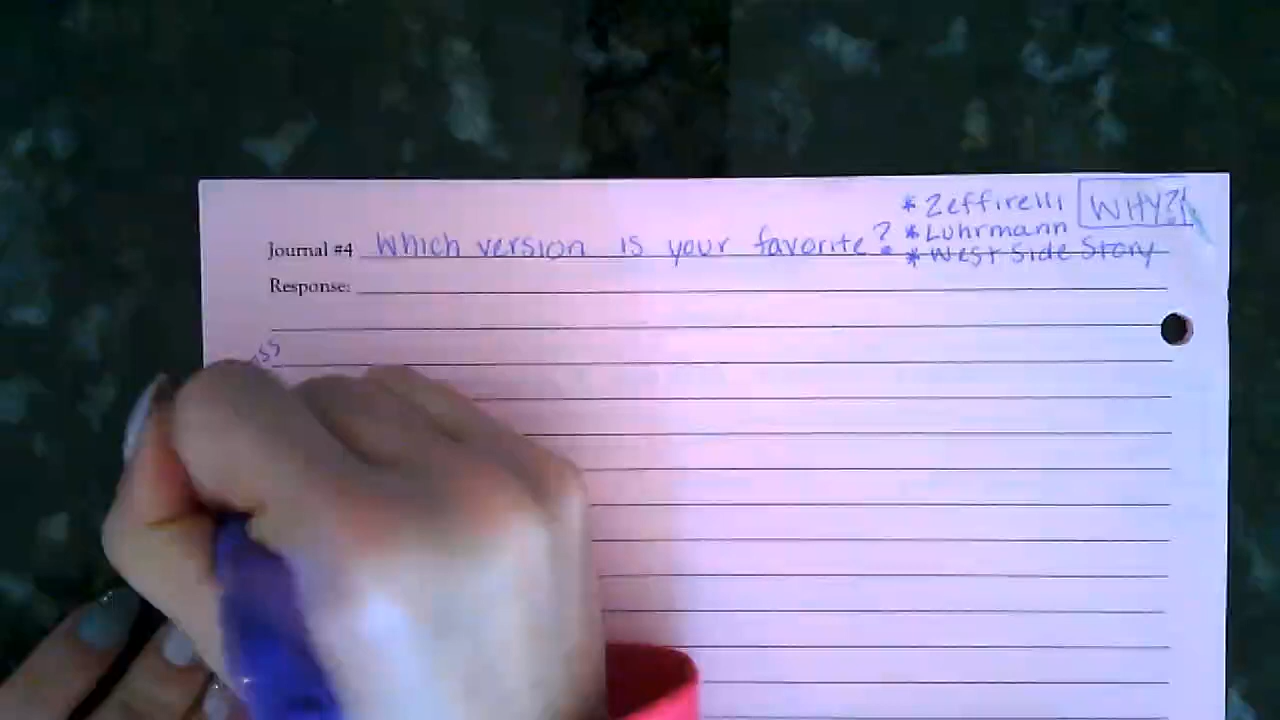 * Zeffirelli WHY?!
Journal #4 Which version is your favorite? * Luhrmann
* West Side Story
Response: